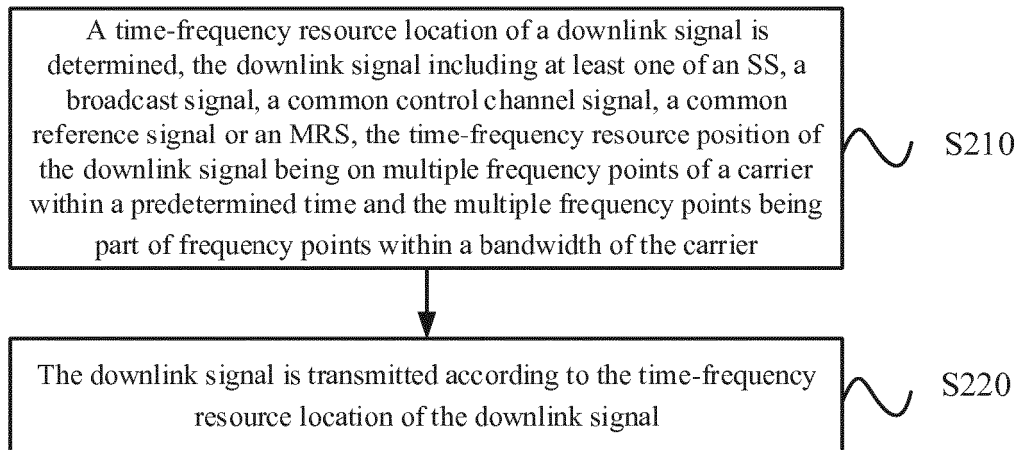 A time-frequency resource location of a downlink signal is
determined, the downlink signal including at least one of an SS, a
broadcast signal, a common control channel signal, a common
reference signal or an MRS, the time-frequency resource position of
the downlink signal being on multiple frequency points of a carrier
within a predetermined time and the multiple frequency points being
part of frequency points within a bandwidth of the carrier
S210
The downlink signal is transmitted according to the time-frequency
resource location of the downlink signal
S220